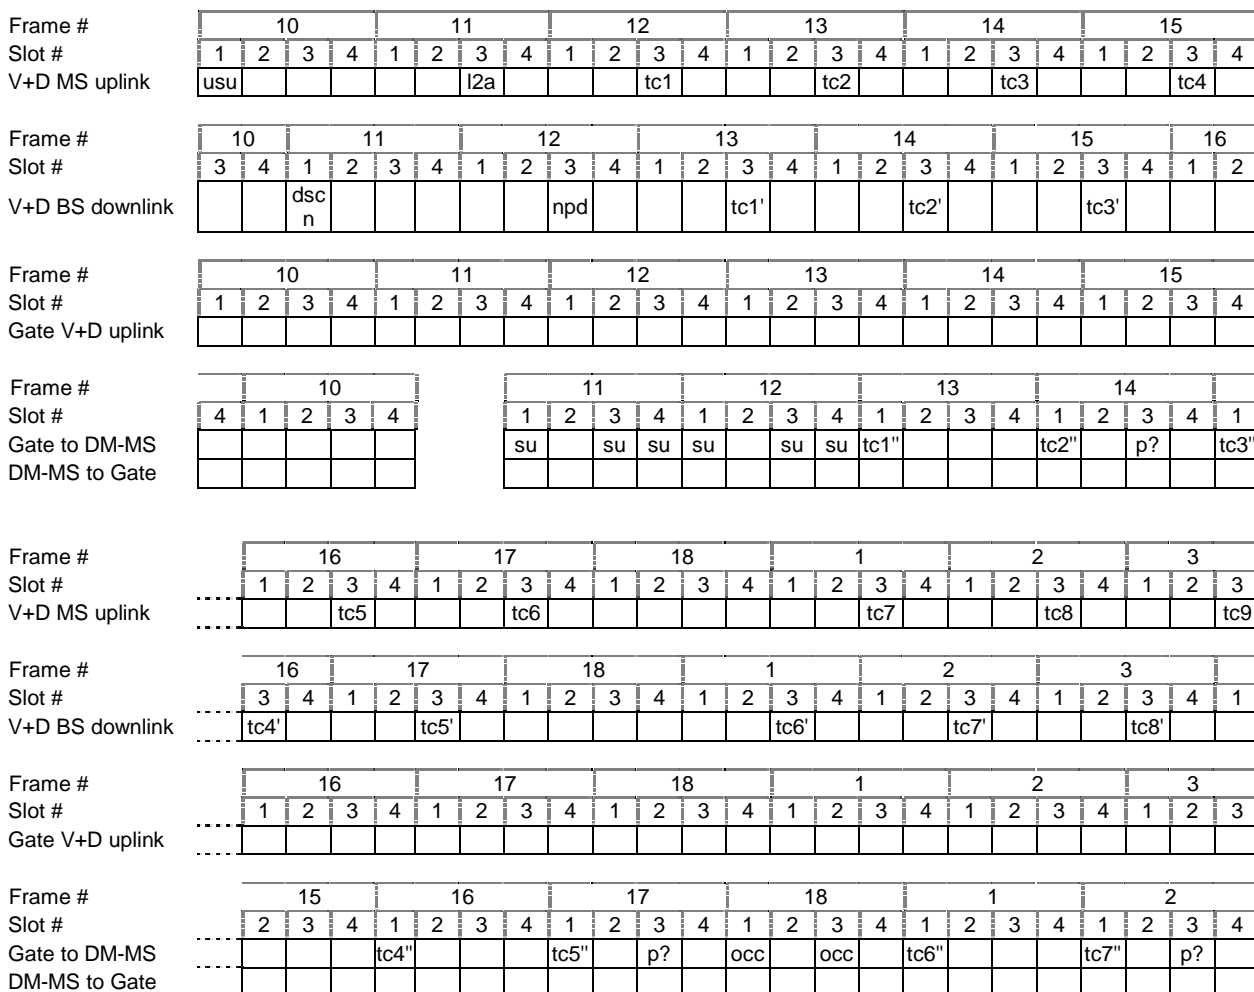 Frame # 10 11 12 13 14 15
Slot # 1 2 3 4 1 2 3 4 1 2 3 4 1 2 3 4 1 2 3 4 1 2 3 4
V+D MS uplink usu l2a tc1 tc2 tc3 tc4
Frame # 10 11 12 13 14 15 16
Slot # 3 4 1 2 3 4 1 2 3 4 1 2 3 4 1 2 3 4 1 2 3 4 1 2
V+D BS downlink dsc n npd tc1' tc2' tc3'
Frame # 10 11 12 13 14 15
Slot # 1 2 3 4 1 2 3 4 1 2 3 4 1 2 3 4 1 2 3 4 1 2 3 4
Gate V+D uplink
Frame # 10 11 12 13 14
Slot # 4 1 2 3 4 1 2 3 4 1 2 3 4 1 2 3 4 1 2 3 4 1
Gate to DM-MS su su su su su su tc1" tc2" p? tc3"
DM-MS to Gate
Frame # 16 17 18 1 2 3
Slot # 1 2 3 4 1 2 3 4 1 2 3 4 1 2 3 4 1 2 3 4 1 2 3
V+D MS uplink tc5 tc6 tc7 tc8 tc9
Frame # 16 17 18 1 2 3
Slot # 3 4 1 2 3 4 1 2 3 4 1 2 3 4 1 2 3 4 1 2 3 4 1
V+D BS downlink tc4' tc5' tc6' tc7' tc8'
Frame # 16 17 18 1 2 3
Slot # 1 2 3 4 1 2 3 4 1 2 3 4 1 2 3 4 1 2 3 4 1 2 3
Gate V+D uplink
Frame # 15 16 17 18 1 2
Slot # 2 3 4 1 2 3 4 1 2 3 4 1 2 3 4 1 2 3 4 1 2 3 4
Gate to DM-MS tc4" tc5" p? occ occ tc6" tc7" p?
DM-MS to Gate